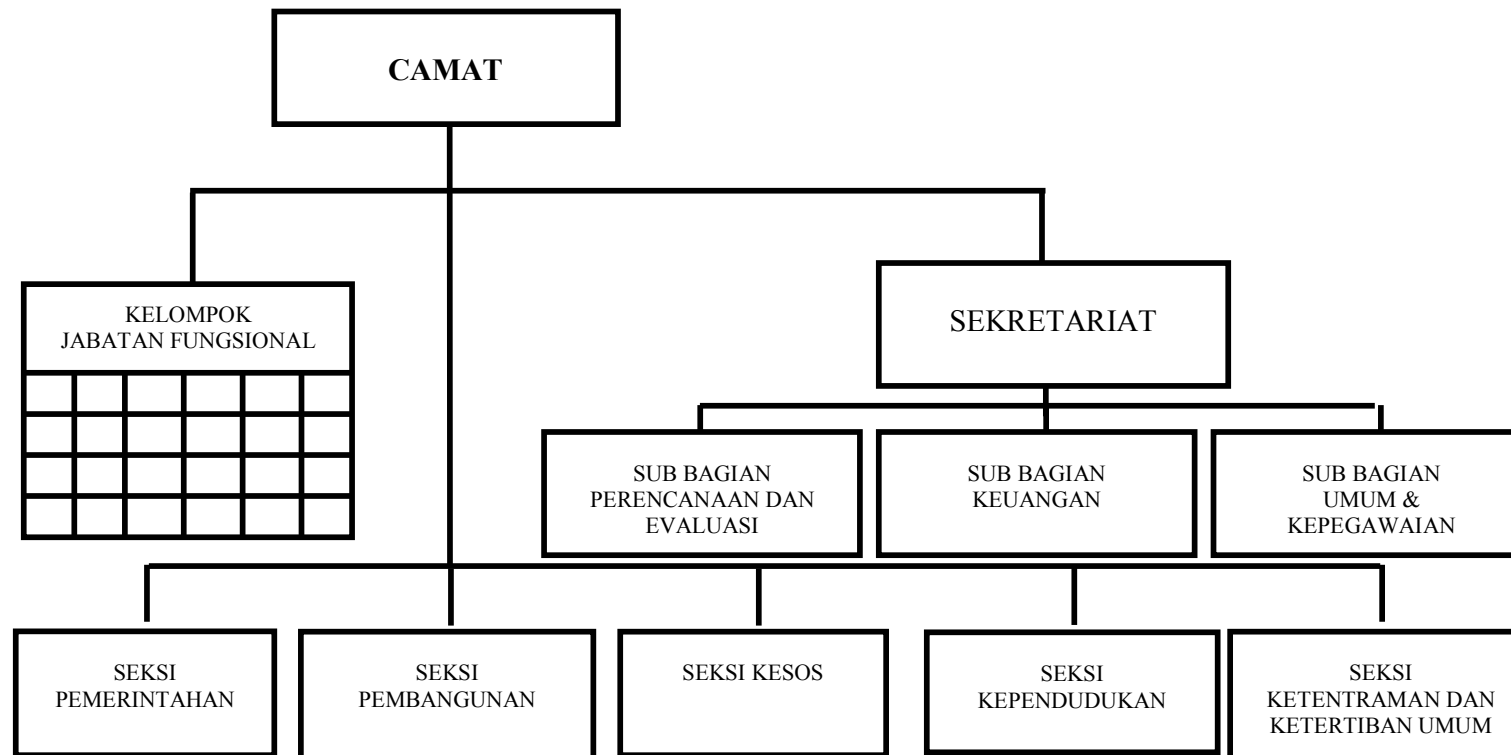 CAMAT
KELOMPOK
JABATAN FUNGSIONAL
SEKRETARIAT
SUB BAGIAN
PERENCANAAN DAN
EVALUASI
SUB BAGIAN
KEUANGAN
SUB BAGIAN
UMUM &
KEPEGAWAIAN
SEKSI
PEMERINTAHAN
SEKSI
PEMBANGUNAN
SEKSI KESOS
SEKSI
KEPENDUDUKAN
SEKSI
KETENTRAMAN DAN
KETERTIBAN UMUM